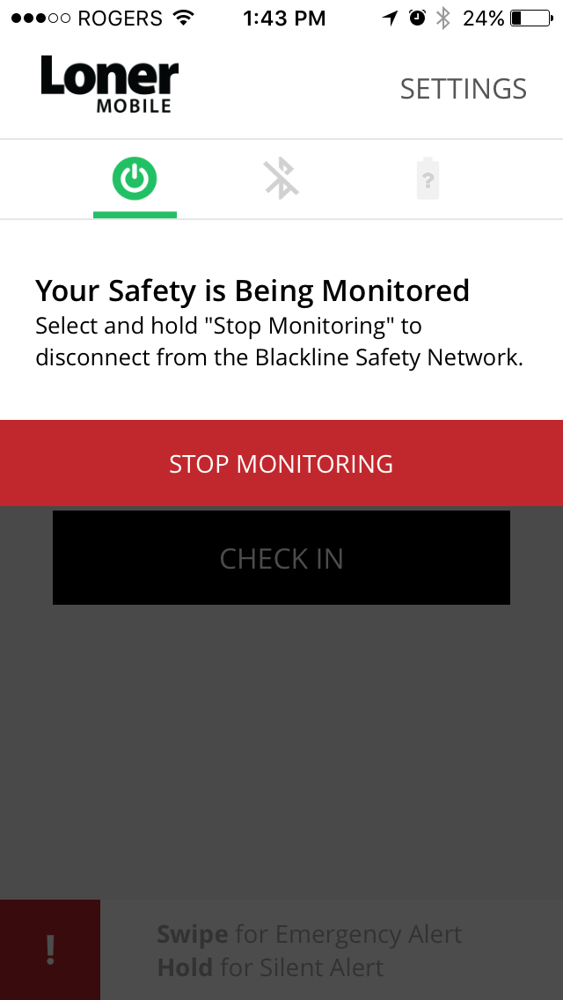 ROGERS 1:43 PM 24%
Loner
MOBILE
SETTINGS
?
Your Safety is Being Monitored
Select and hold "Stop Monitoring" to
disconnect from the Blackline Safety Network.
STOP MONITORING
CHECK IN
!
Swipe for Emergency Alert
Hold for Silent Alert